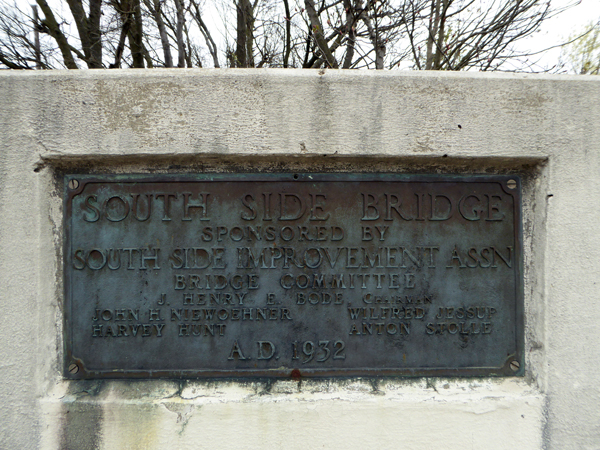 SOUTH SIDE BRIDGE
SPONSORED BY
SOUTH SIDE IMPROVEMENT ASSN
BRIDGE COMMITTEE
J. HENRY E. BODE, CHAIRMAN
JOHN H. NIEWOEHNER WILFRED JESSUP
HARVEY HUNT ANTON STOLLE
A.D. 1932